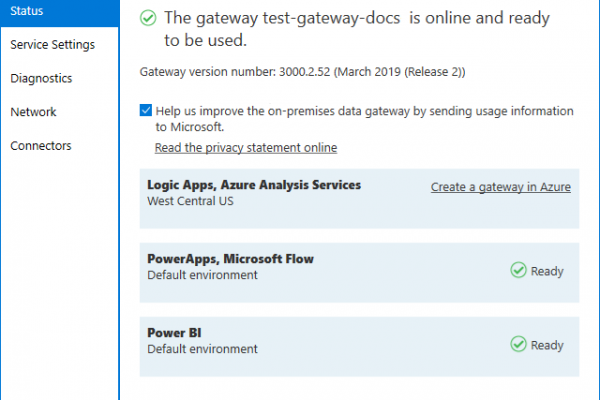 Status
Service Settings
Diagnostics
Network
Connectors
The gateway test-gateway-docs is online and ready
to be used.
Gateway version number: 3000.2.52 (March 2019 (Release 2))
Help us improve the on-premises data gateway by sending usage information
to Microsoft.
Read the privacy statement online
Logic Apps, Azure Analysis Services
West Central US
Create a gateway in Azure
PowerApps, Microsoft Flow
Default environment
Ready
Power BI
Default environment
Ready